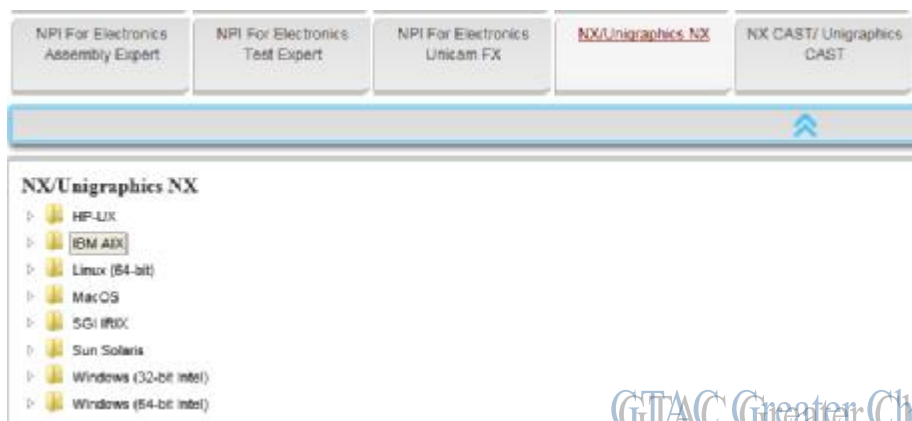 NPI For Electronics
Assembly Expert
NPI For Electronics
Test Expert
NPI For Electronics
Unicam FX
NX/Unigraphics NX
NX CAST/ Unigraphics
CAST
NX/Unigraphics NX
HP-UX
IBM AIX
Linux (64-bit)
MacOS
SGI IRIX
Sun Solaris
Windows (32-bit Intel)
Windows (64-bit Intel)
GTAC Greater Ch